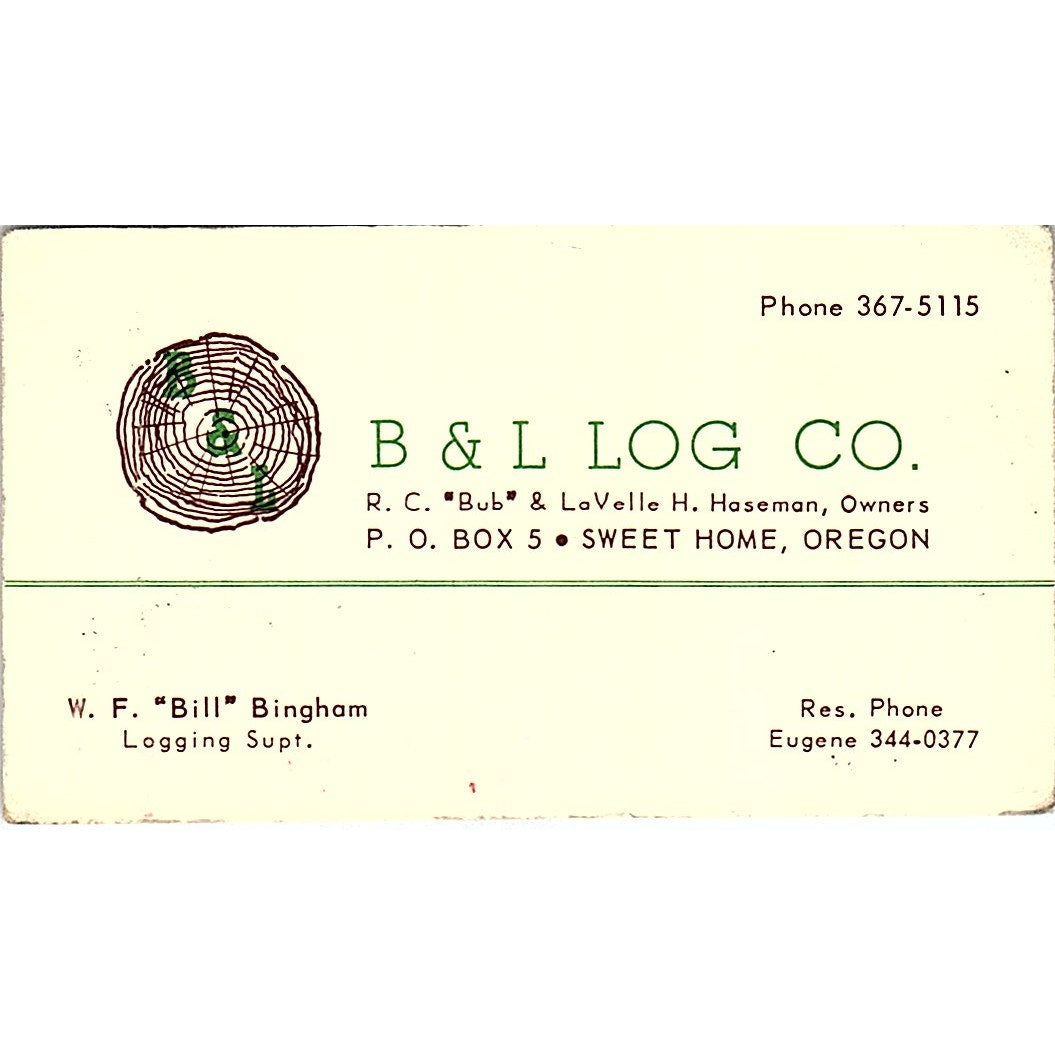 Phone 367-5115
B
&
L
B & L LOG CO.
R. C. "Bub" & LaVelle H. Haseman, Owners
P. O. BOX 5 • SWEET HOME, OREGON
W. F. "Bill" Bingham
Logging Supt.
Res. Phone
Eugene 344-0377